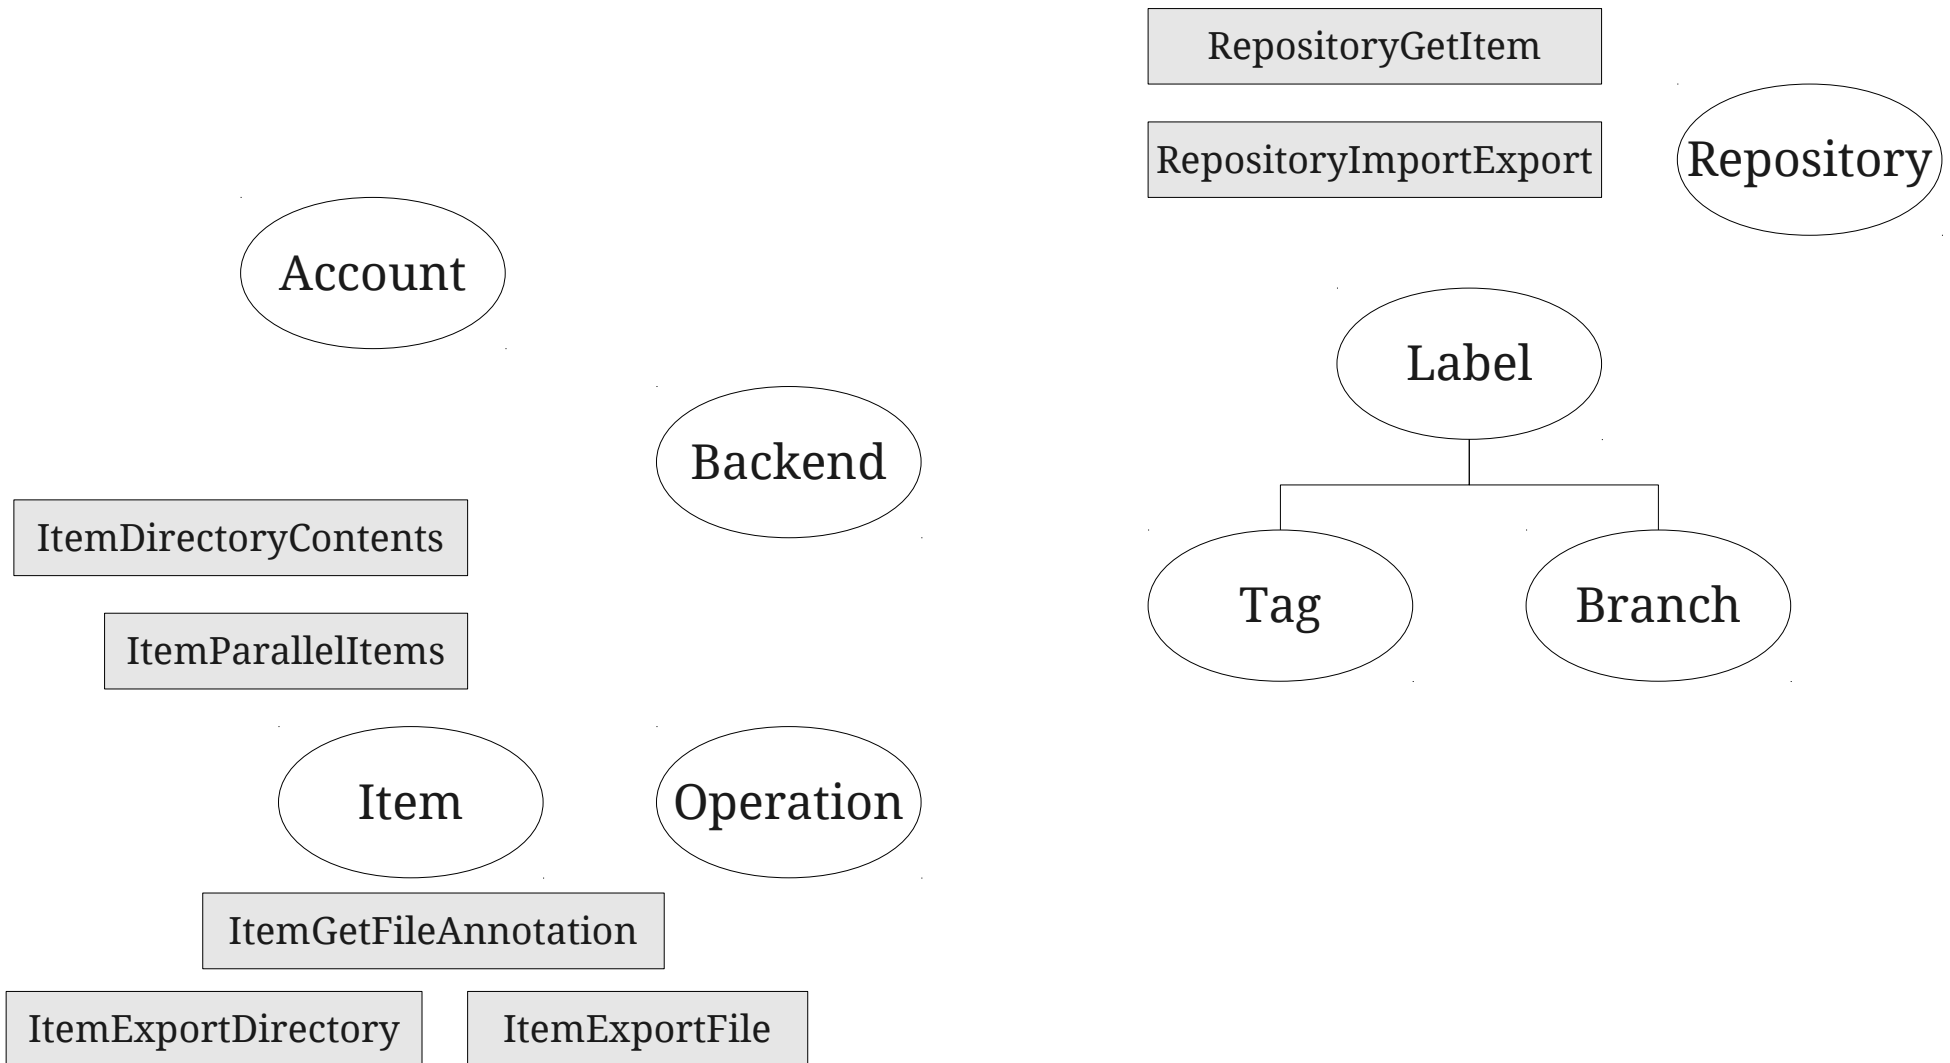 RepositoryGetItem
RepositoryImportExport
Repository
Account
Label
Backend
ItemDirectoryContents
Tag
Branch
ItemParallelItems
Item
Operation
ItemGetFileAnnotation
ItemExportDirectory
ItemExportFile